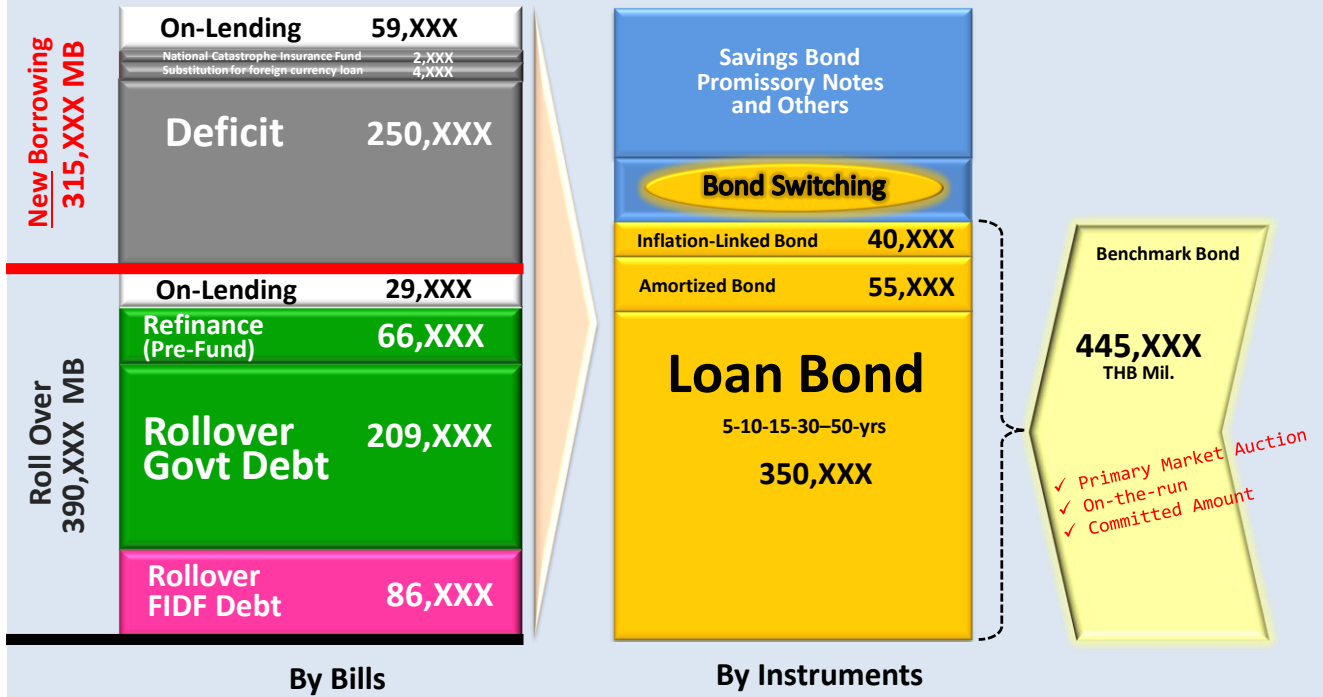 New Borrowing
315,XXX MB
On-Lending 59,XXX
National Catastrophe Insurance Fund 2,XXX
Substitution for foreign currency loan 4,XXX
Deficit 250,XXX
Roll Over
390,XXX MB
On-Lending 29,XXX
Refinance
(Pre-Fund) 66,XXX
Rollover
Govt Debt 209,XXX
Rollover
FIDF Debt 86,XXX
By Bills
Savings Bond
Promissory Notes
and Others
Bond Switching
Inflation-Linked Bond 40,XXX
Amortized Bond 55,XXX
Loan Bond
5-10-15-30–50-yrs
350,XXX
By Instruments
Benchmark Bond
445,XXX
THB Mil.
✓ Primary Market Auction
✓ On-the-run
✓ Committed Amount